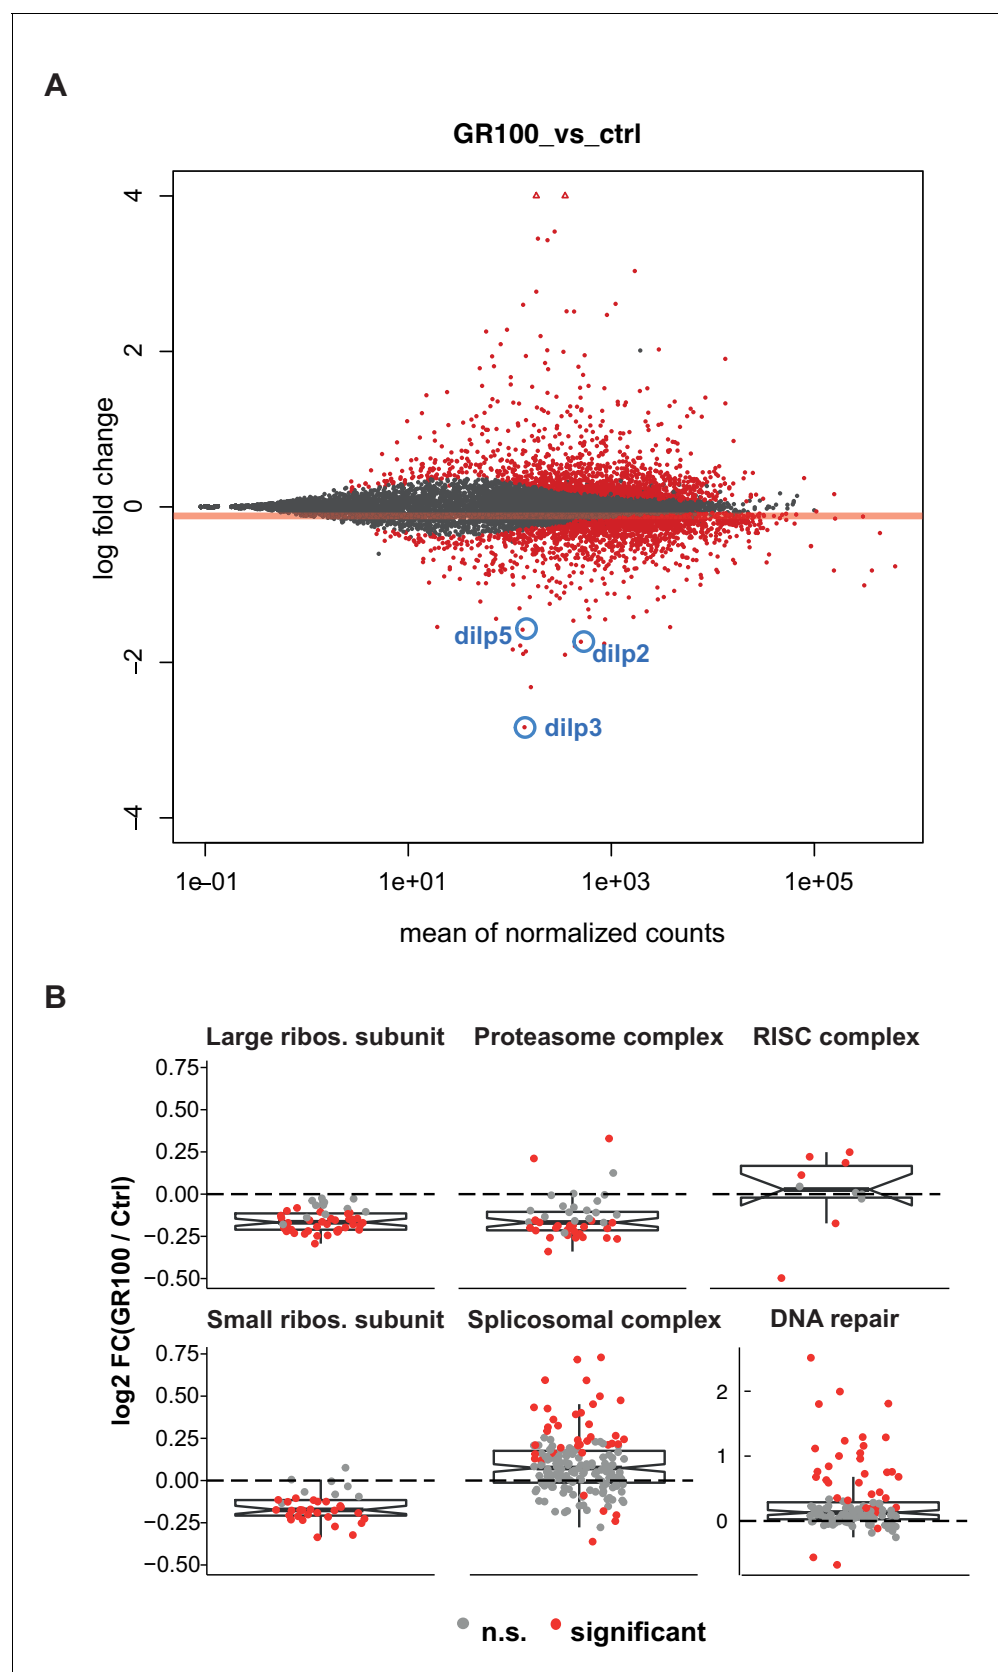 A
GR100_vs_ctrl
4
2
0
−2
−4
log fold change
dilp5
dilp2
dilp3
1e−01
1e+01
1e+03
1e+05
mean of normalized counts
B
log2 FC(GR100 / Ctrl)
Large ribos. subunit
Proteasome complex
RISC complex
0.75
0.50
0.25
0.00
−0.25
−0.50
Small ribos. subunit
Splicosomal complex
DNA repair
0.75
0.50
0.25
0.00
−0.25
−0.50
2
1
0
n.s.
significant